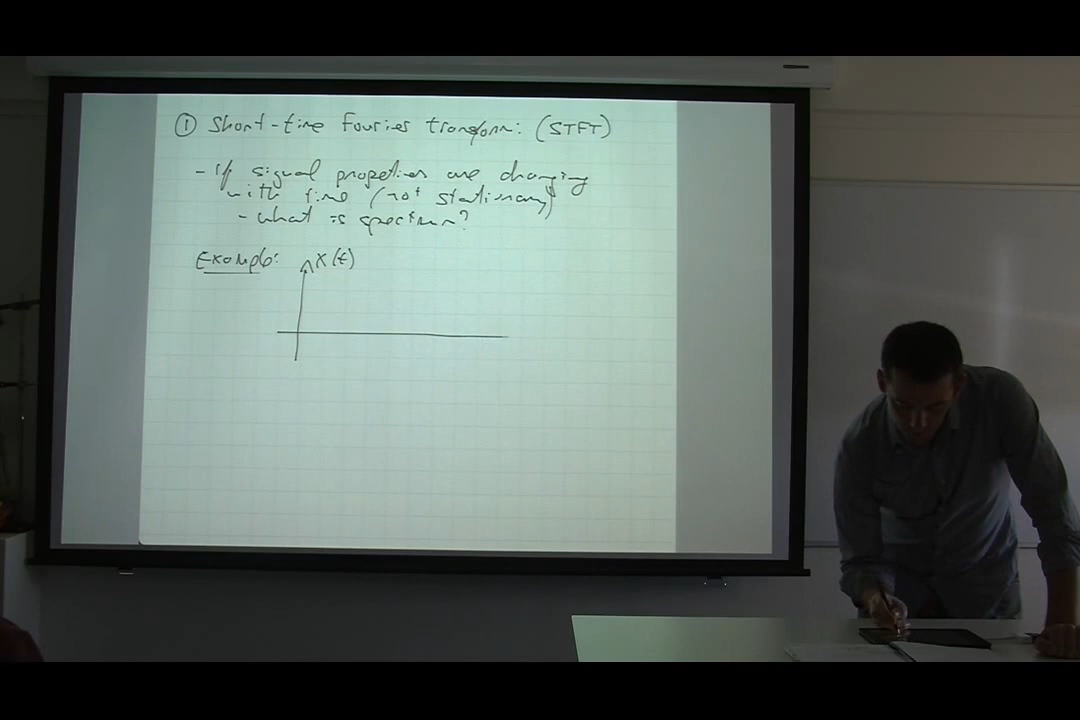 ① Short-time Fourier transform: (STFT)
- If signal properties are changing
with time (not stationary)
- what is spectrum?
Example: x(t)